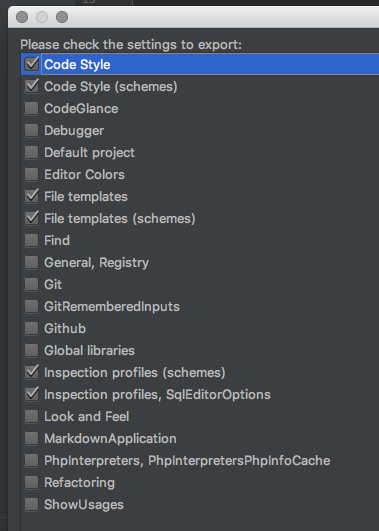 Please check the settings to export:
Code Style
Code Style (schemes)
CodeGlance
Debugger
Default project
Editor Colors
File templates
File templates (schemes)
Find
General, Registry
Git
GitRememberedInputs
Github
Global libraries
Inspection profiles (schemes)
Inspection profiles, SqlEditorOptions
Look and Feel
MarkdownApplication
PhpInterpreters, PhpInterpretersPhpInfoCache
Refactoring
ShowUsages